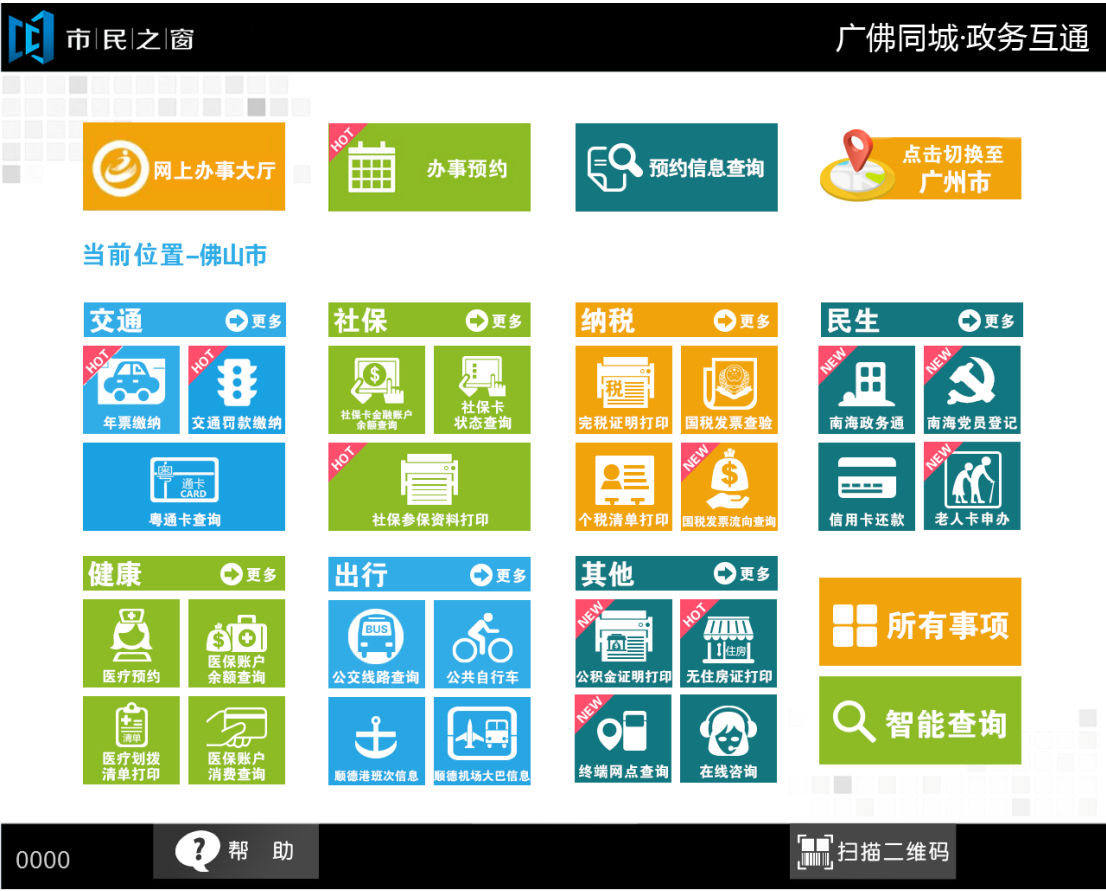 市民之窗
广佛同城·政务互通
网上办事大厅
HOT
办事预约
预约信息查询
点击切换至
广州市
当前位置–佛山市
交通
更多
社保
更多
纳税
更多
民生
更多
HOT
年票缴纳
HOT
交通罚款缴纳
$
社保卡金融账户
余额查询
社保卡
状态查询
税
完税证明打印
国税发票查验
NEW
南海政务通
NEW
南海党员登记
粤
通卡
CARD
粤通卡查询
HOT
社保参保资料打印
个税清单打印
NEW
$
国税发票流向查询
信用卡还款
NEW
老人卡申办
健康
更多
出行
更多
其他
更多
医疗预约
$
医保账户
余额查询
BUS
公交线路查询
公共自行车
NEW
公积金证明打印
HOT
住房
无住房证打印
所有事项
清单
医疗划拨
清单打印
医保账户
消费查询
顺德港班次信息
顺德机场大巴信息
NEW
终端网点查询
在线咨询
智能查询
0000
?
帮 助
扫描二维码